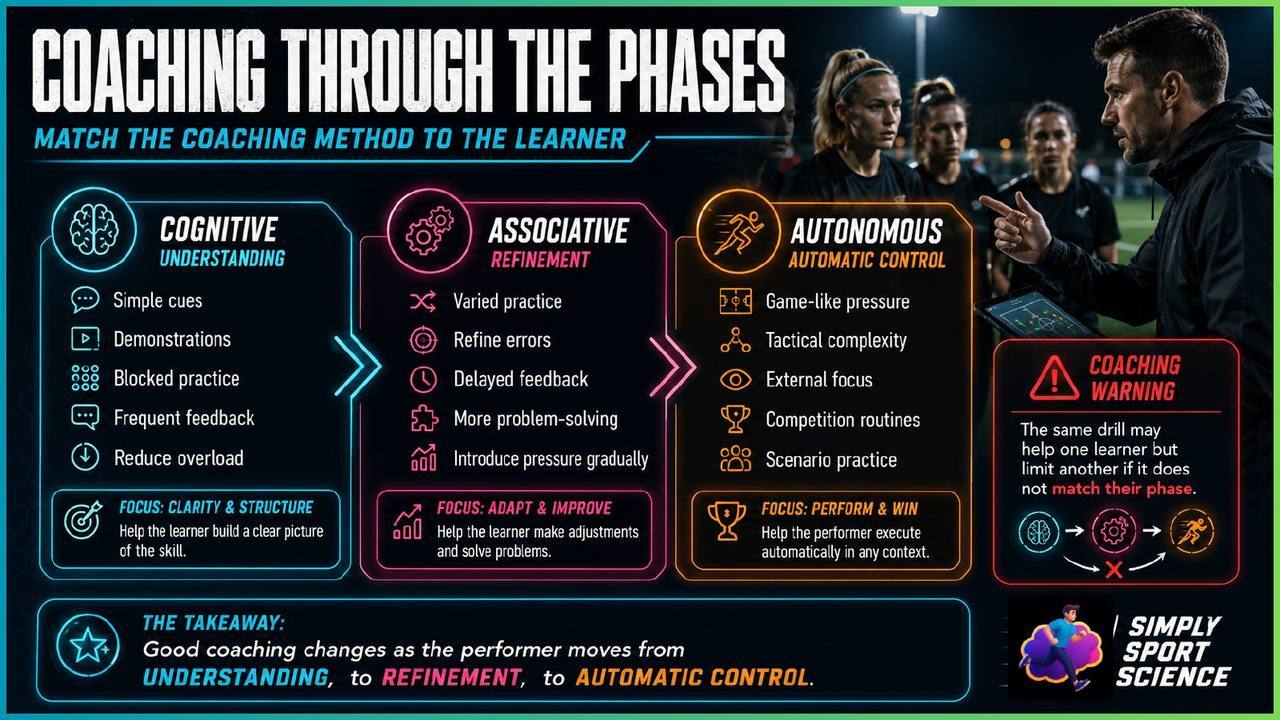 COACHING THROUGH THE PHASES
MATCH THE COACHING METHOD TO THE LEARNER
COGNITIVE
UNDERSTANDING
Simple cues
Demonstrations
Blocked practice
Frequent feedback
Reduce overload
FOCUS: CLARITY & STRUCTURE
Help the learner build a clear picture
of the skill.
ASSOCIATIVE
REFINEMENT
Varied practice
Refine errors
Delayed feedback
More problem-solving
Introduce pressure gradually
FOCUS: ADAPT & IMPROVE
Help the learner make adjustments
and solve problems.
AUTONOMOUS
AUTOMATIC CONTROL
Game-like pressure
Tactical complexity
External focus
Competition routines
Scenario practice
FOCUS: PERFORM & WIN
Help the performer execute
automatically in any context.
COACHING
WARNING
The same drill may
help one learner but
limit another if it does
not match their phase.
THE TAKEAWAY:
Good coaching changes as the performer moves from
UNDERSTANDING, to REFINEMENT, to AUTOMATIC CONTROL.
SIMPLY
SPORT
SCIENCE